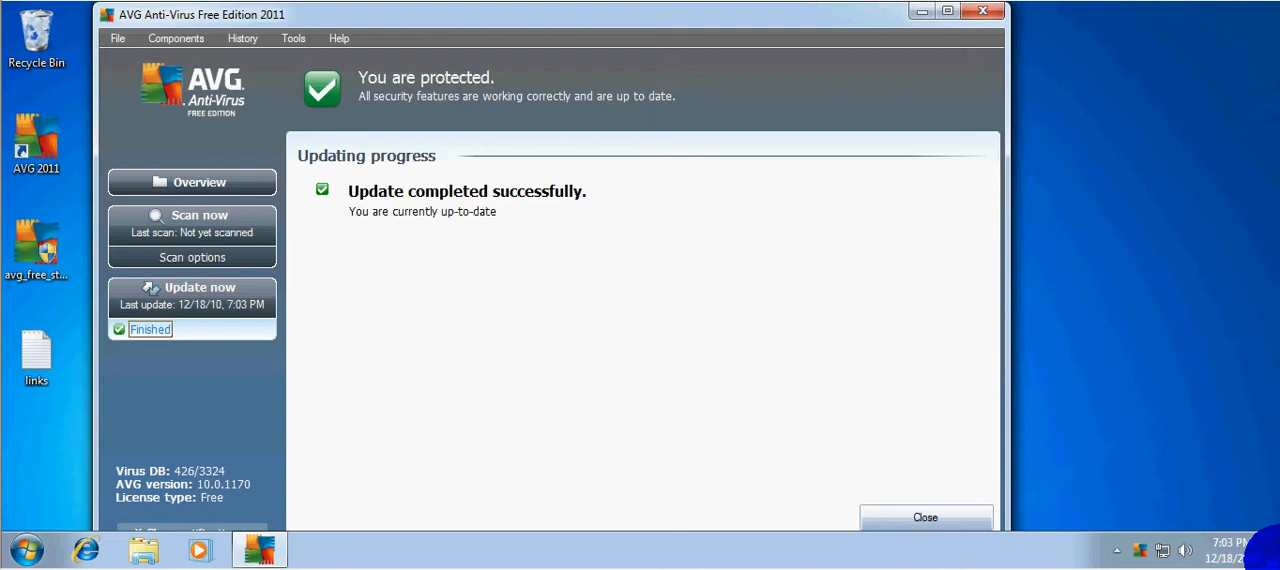 AVG Anti-Virus Free Edition 2011
File Components History Tools Help
Recycle Bin
AVG 2011
avg_free_st...
links
AVG.
Anti-Virus
FREE EDITION
You are protected.
All security features are working correctly and are up to date.
Overview
Scan now
Last scan: Not yet scanned
Scan options
Update now
Last update: 12/18/10, 7:03 PM
Finished
Virus DB: 426/3324
AVG version: 10.0.1170
License type: Free
Updating progress
Update completed successfully.
You are currently up-to-date
Close
7:03 PM